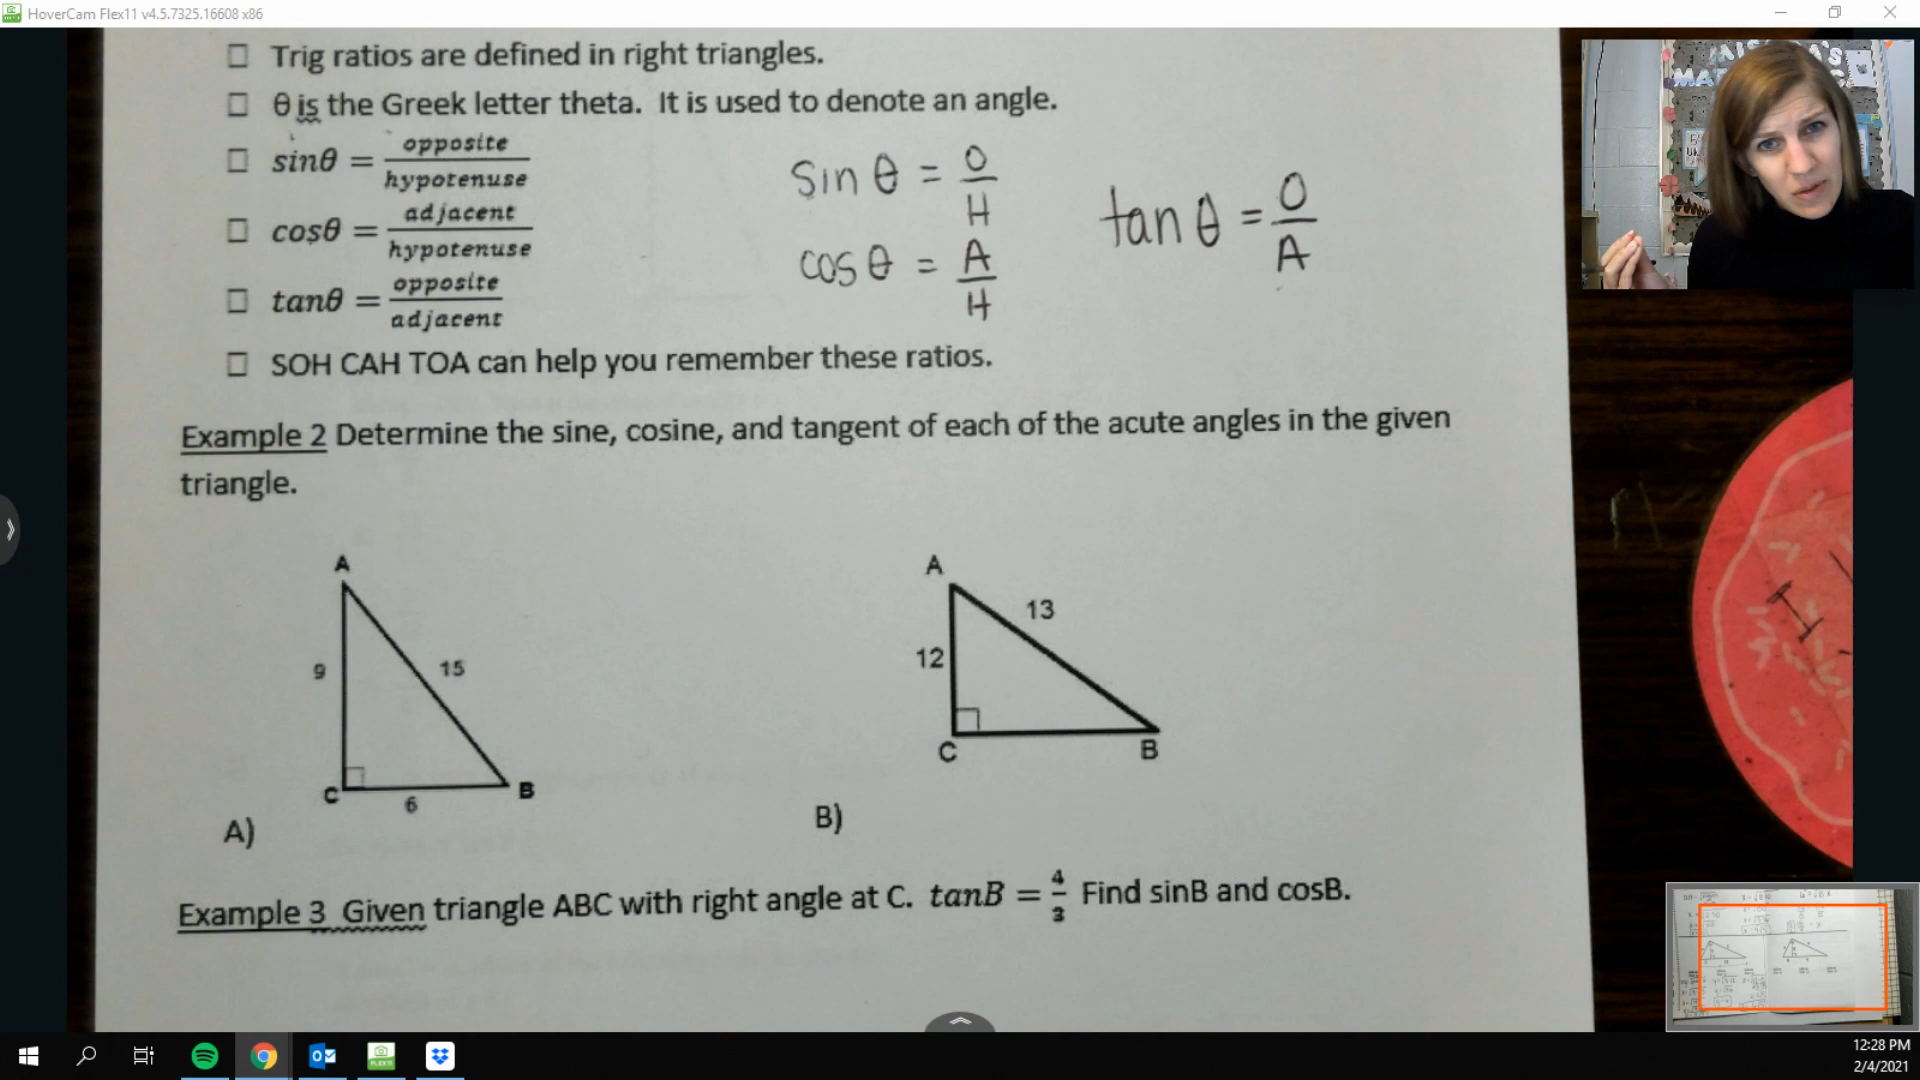 HoverCam Flex11 v4.5.7325.16608 x86
Trig ratios are defined in right triangles.
θ is the Greek letter theta. It is used to denote an angle.
sinθ = opposite/hypotenuse
cosθ = adjacent/hypotenuse
tanθ = opposite/adjacent
sin θ = O/H
cos θ = A/H
tan θ = O/A
SOH CAH TOA can help you remember these ratios.
Example 2 Determine the sine, cosine, and tangent of each of the acute angles in the given
triangle.
A
9
15
C
6
B
A)
A
13
12
C
B
B)
Example 3 Given triangle ABC with right angle at C. tanB = 4/3 Find sinB and cosB.
12:28 PM
2/4/2021